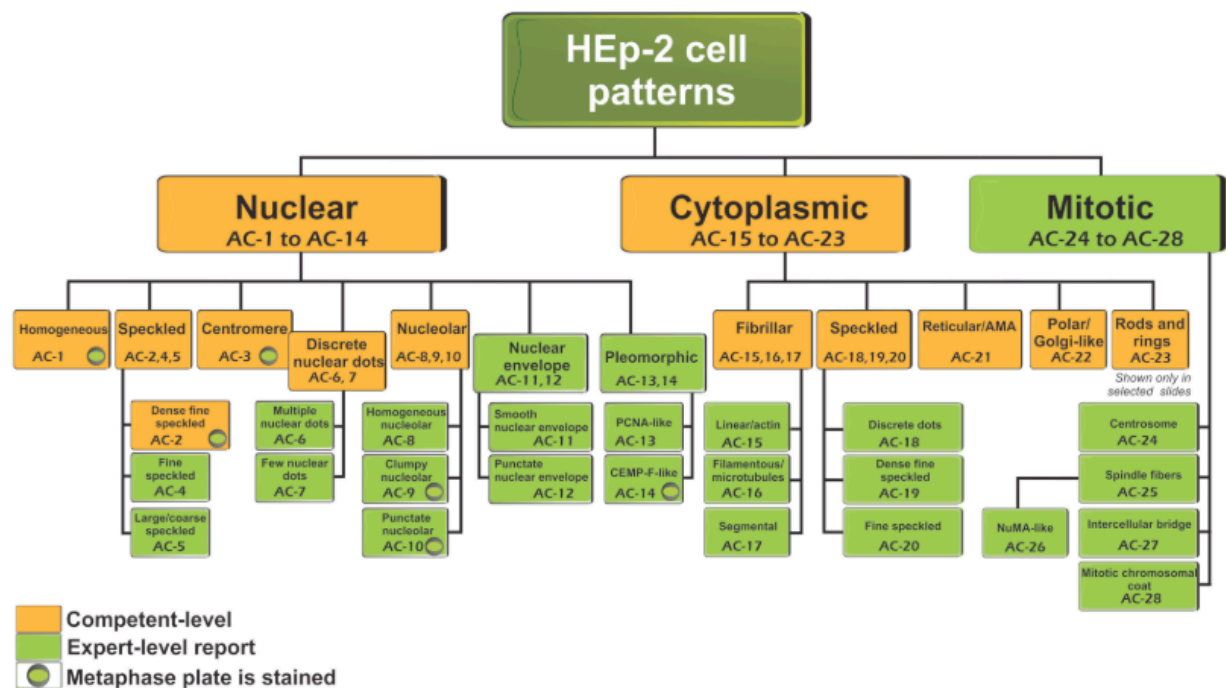 HEp-2 cell
patterns
Nuclear
AC-1 to AC-14
Cytoplasmic
AC-15 to AC-23
Mitotic
AC-24 to AC-28
Homogeneous
AC-1
Speckled
AC-2,4,5
Centromere
AC-3
Discrete
nuclear dots
AC-6, 7
Nucleolar
AC-8,9,10
Nuclear
envelope
AC-11,12
Pleomorphic
AC-13,14
Fibrillar
AC-15,16,17
Speckled
AC-18,19,20
Reticular/AMA
AC-21
Polar/
Golgi-like
AC-22
Rods and
rings
AC-23
Shown only in
selected slides
Dense fine
speckled
AC-2
Fine
speckled
AC-4
Large/coarse
speckled
AC-5
Multiple
nuclear dots
AC-6
Few nuclear
dots
AC-7
Homogeneous
nucleolar
AC-8
Clumpy
nucleolar
AC-9
Punctate
nucleolar
AC-10
Smooth
nuclear envelope
AC-11
Punctate
nuclear envelope
AC-12
PCNA-like
AC-13
CEMP-F-like
AC-14
Linear/actin
AC-15
Filamentous/
microtubules
AC-16
Segmental
AC-17
Discrete dots
AC-18
Dense fine
speckled
AC-19
Fine speckled
AC-20
Centrosome
AC-24
Spindle fibers
AC-25
NuMA-like
AC-26
Intercellular bridge
AC-27
Mitotic chromosomal
coat
AC-28
Competent-level
Expert-level report
Metaphase plate is stained